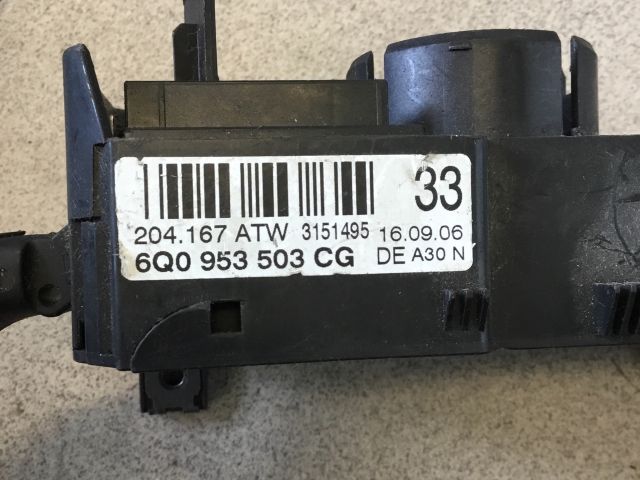 33
204.167 ATW 3151495 16.09.06
6Q0 953 503 CG DE A30 N